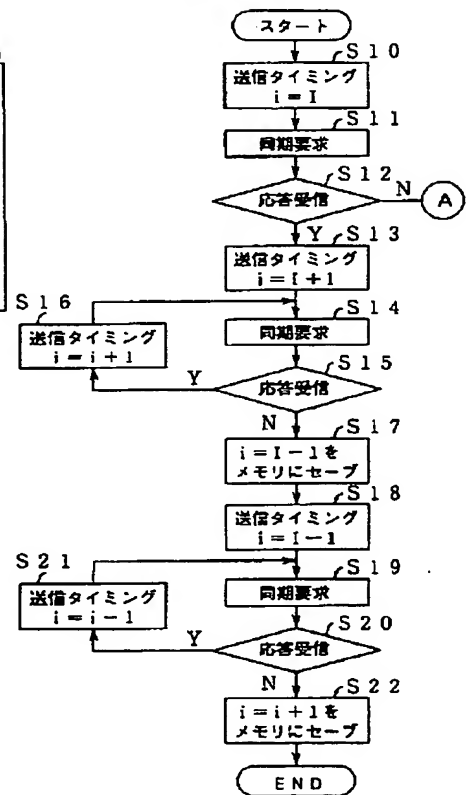 スタート
S10
送信タイミング
i=I
S11
同期要求
S12
応答受信
N
A
Y
S13
送信タイミング
i=I+1
S14
同期要求
S15
応答受信
Y
S16
送信タイミング
i=i+1
N
S17
i=I-1を
メモリにセーブ
S18
送信タイミング
i=I-1
S19
同期要求
S20
応答受信
Y
S21
送信タイミング
i=i-1
N
S22
i=i+1を
メモリにセーブ
END